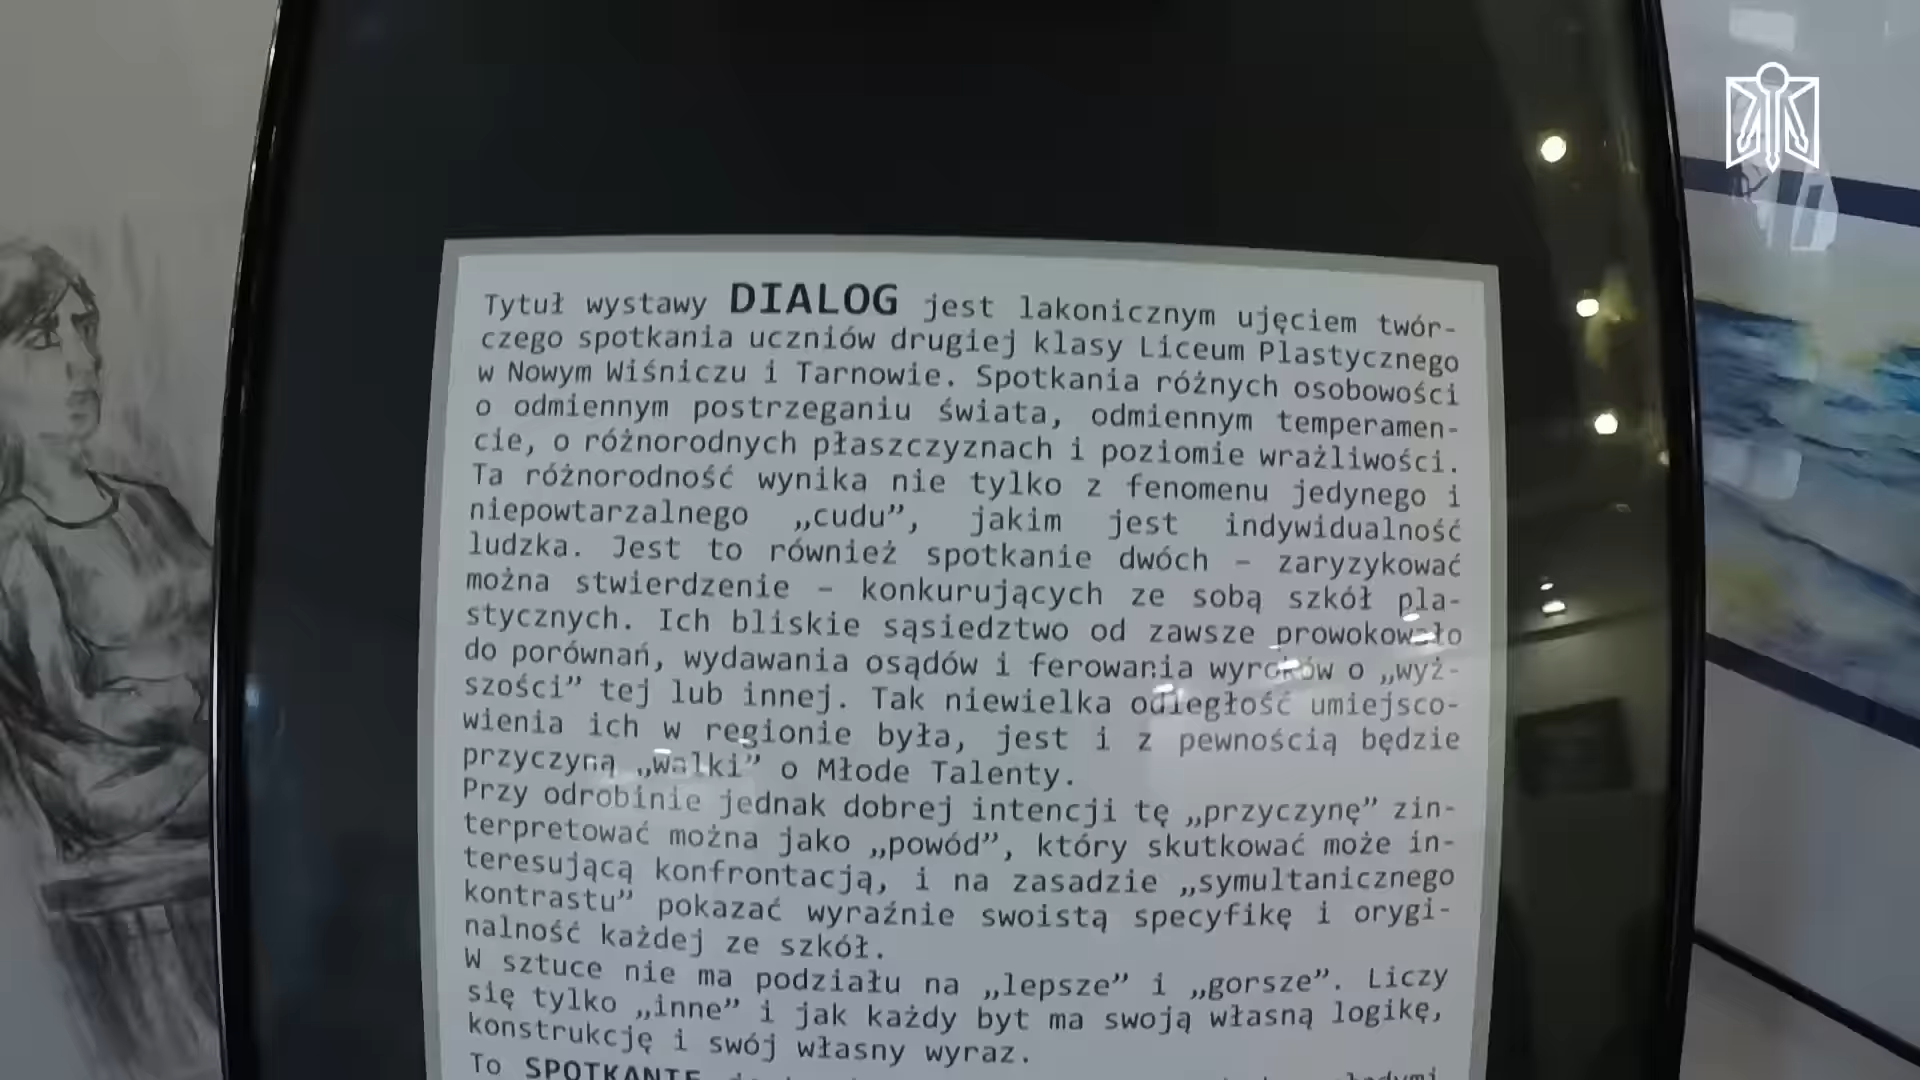 Tytuł wystawy DIALOG jest lakonicznym ujęciem twór-
czego spotkania uczniów drugiej klasy Liceum Plastycznego
w Nowym Wiśniczu i Tarnowie. Spotkania różnych osobowości
o odmiennym postrzeganiu świata, odmiennym temperamen-
cie, o różnorodnych płaszczyznach i poziomie wrażliwości.
Ta różnorodność wynika nie tylko z fenomenu jedynego i
niepowtarzalnego „cudu”, jakim jest indywidualność
ludzka. Jest to również spotkanie dwóch – zaryzykować
można stwierdzenie – konkurujących ze sobą szkół pla-
stycznych. Ich bliskie sąsiedztwo od zawsze prowokowało
do porównań, wydawania osądów i ferowania wyroków o „wyż-
szości” tej lub innej. Tak niewielka odległość umiejsco-
wienia ich w regionie była, jest i z pewnością będzie
przyczyną „walki” o Młode Talenty.
Przy odrobinie jednak dobrej intencji tę „przyczynę” zin-
terpretować można jako „powód”, który skutkować może in-
teresującą konfrontacją, i na zasadzie „symultanicznego
kontrastu” pokazać wyraźnie swoistą specyfikę i orygi-
nalność każdej ze szkół.
W sztuce nie ma podziału na „lepsze” i „gorsze”. Liczy
się tylko „inne” i jak każdy byt ma swoją własną logikę,
konstrukcję i swój własny wyraz.
To SPOTKANIE